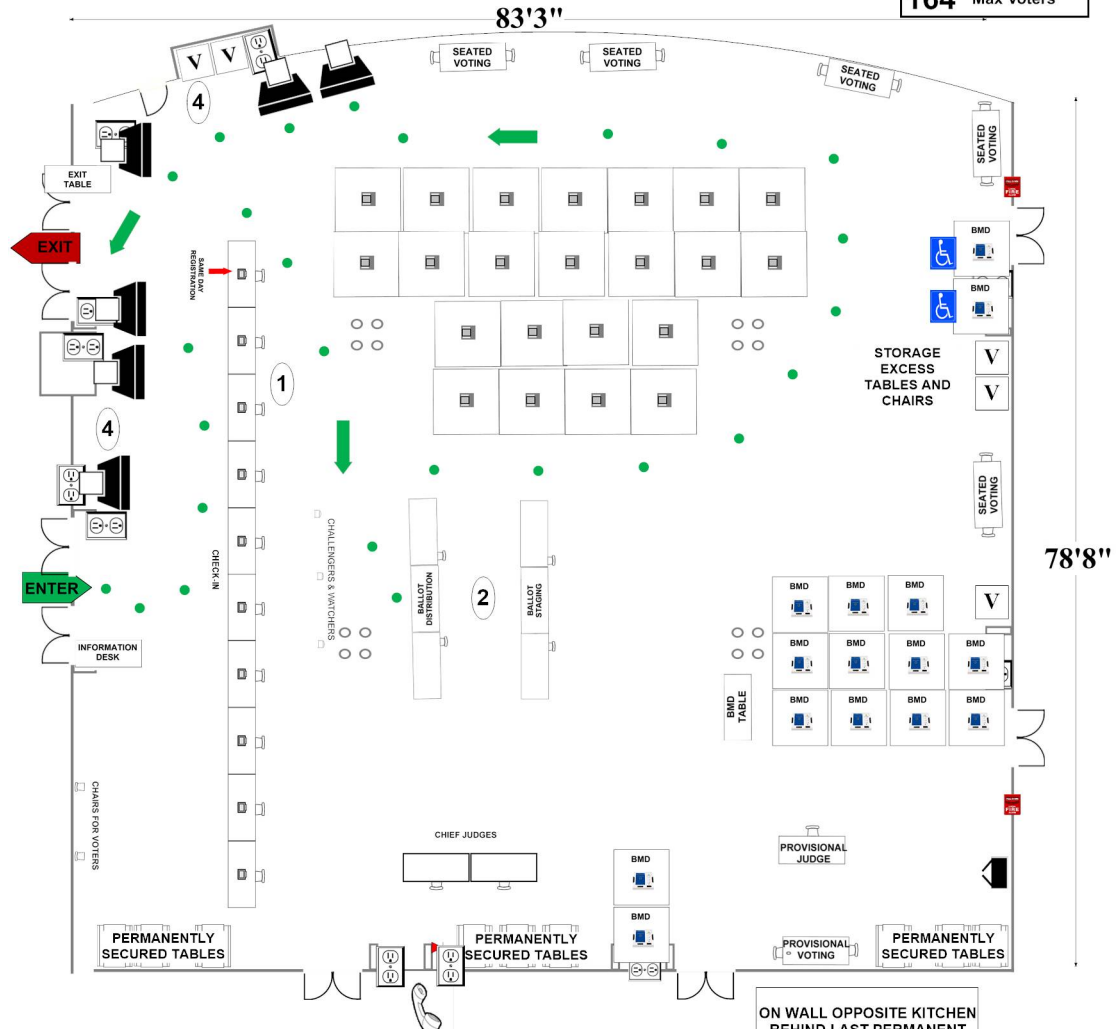 164 Max Voters
83'3"
SEATED
VOTING
SEATED
VOTING
SEATED
VOTING
V V
4
EXIT
TABLE
SEATED
VOTING
EXIT
SAME DAY
REGISTRATION
BMD
BMD
1
STORAGE
EXCESS
TABLES AND
CHAIRS
V
V
4
SEATED
VOTING
78'8"
CHECK-IN
CHALLENGERS & WATCHERS
BALLOT
DISTRIBUTION
2
BALLOT
STAGING
ENTER
INFORMATION
DESK
BMD
BMD
BMD
V
BMD
BMD
BMD
BMD
BMD
TABLE
BMD
BMD
BMD
BMD
CHAIRS FOR VOTERS
CHIEF JUDGES
PROVISIONAL
JUDGE
BMD
BMD
PERMANENTLY
SECURED TABLES
PERMANENTLY
SECURED TABLES
PROVISIONAL
VOTING
PERMANENTLY
SECURED TABLES
ON WALL OPPOSITE KITCHEN
BEHIND LAST PERMANENT